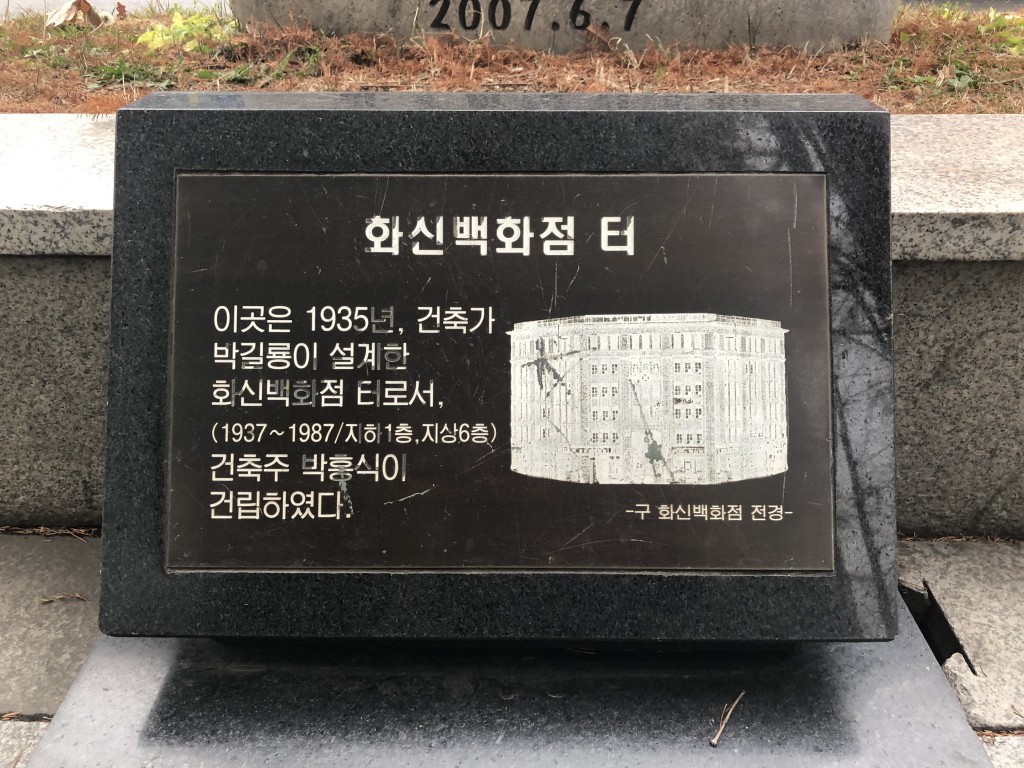 2007.6.7
화신백화점 터
이곳은 1935년, 건축가
박길룡이 설계한
화신백화점 터로서,
(1937~1987/지하1층,지상6층)
건축주 박흥식이
건립하였다.
-구 화신백화점 전경-